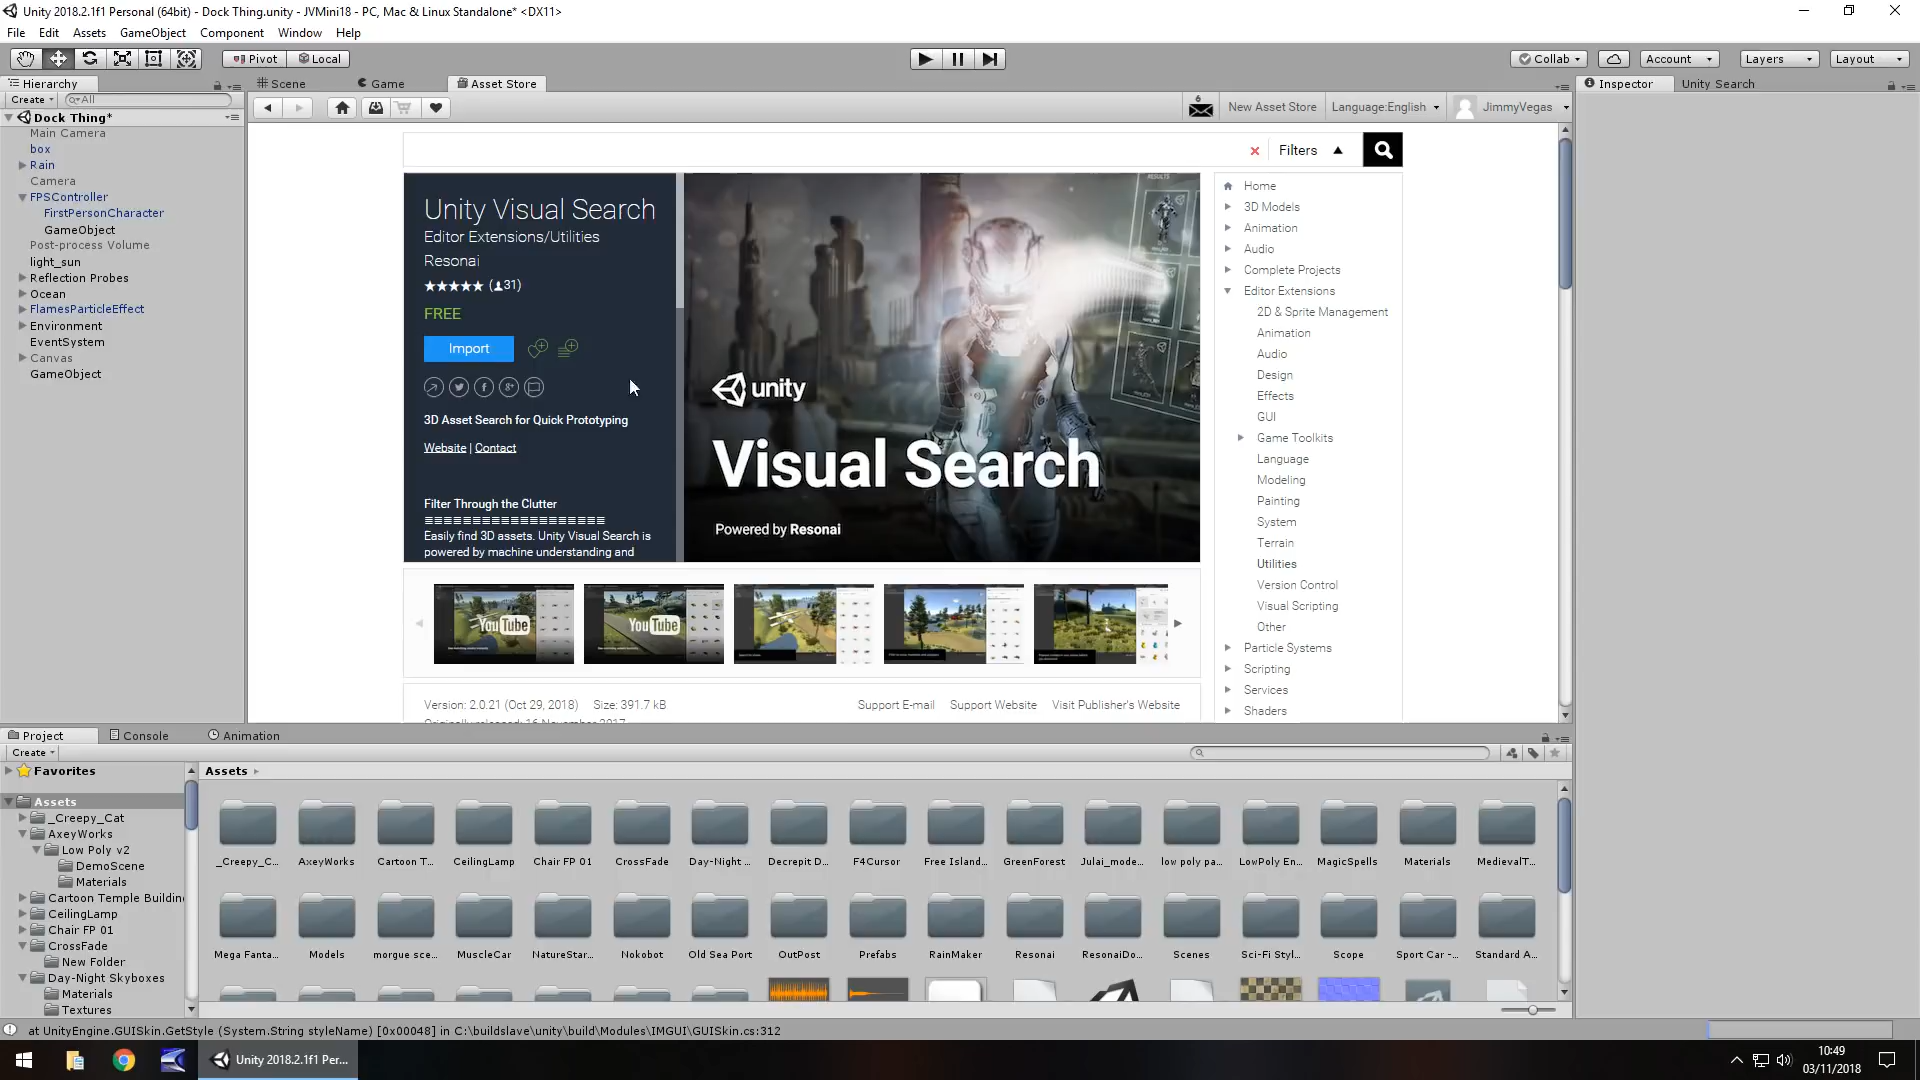 Unity 2018.2.1f1 Personal (64bit) - Dock Thing.unity - JVMini18 - PC, Mac & Linux Standalone* <DX11>
File Edit Assets GameObject Component Window Help
Pivot Local Collab Account Layers Layout
Hierarchy Scene Game Asset Store Inspector Unity Search
Create All
6 New Asset Store Language:English JimmyVegas
Dock Thing*
Main Camera
box
Rain
Camera
FPSController
FirstPersonCharacter
GameObject
Post-process Volume
light_sun
Reflection Probes
Ocean
FlamesParticleEffect
Environment
EventSystem
Canvas
GameObject
Filters
Unity Visual Search
Editor Extensions/Utilities
Resonai
★★★★★ (31)
FREE
Import
3D Asset Search for Quick Prototyping
Website | Contact
Filter Through the Clutter
Easily find 3D assets. Unity Visual Search is
powered by machine understanding and
RESULTS
unity
Visual Search
Powered by Resonai
YouTube YouTube
Version: 2.0.21 (Oct 29, 2018) Size: 391.7 kB Support E-mail Support Website Visit Publisher's Website
Originally released: 16 November 2017
Home
3D Models
Animation
Audio
Complete Projects
Editor Extensions
2D & Sprite Management
Animation
Audio
Design
Effects
GUI
Game Toolkits
Language
Modeling
Painting
System
Terrain
Utilities
Version Control
Visual Scripting
Other
Particle Systems
Scripting
Services
Shaders
Project Console Animation
Create
Favorites
Assets
_Creepy_Cat
AxeyWorks
Low Poly v2
DemoScene
Materials
Cartoon Temple Buildin
CeilingLamp
Chair FP 01
CrossFade
New Folder
Day-Night Skyboxes
Materials
Textures
Assets
_Creepy_C... AxeyWorks Cartoon T... CeilingLamp Chair FP 01 CrossFade Day-Night ... Decrepit D... F4Cursor Free Island... GreenForest Julai_mode... low poly pa... LowPoly En... MagicSpells Materials MedievalT...
Mega Fanta... Models morgue sce... MuscleCar NatureStar... Nokobot Old Sea Port OutPost Prefabs RainMaker Resonai ResonaiDo... Scenes Sci-Fi Styl... Scope Sport Car -... Standard A...
at UnityEngine.GUISkin.GetStyle (System.String styleName) [0x00048] in C:\buildslave\unity\build\Modules\IMGUI\GUISkin.cs:312
Unity 2018.2.1f1 Per...
10:49
03/11/2018